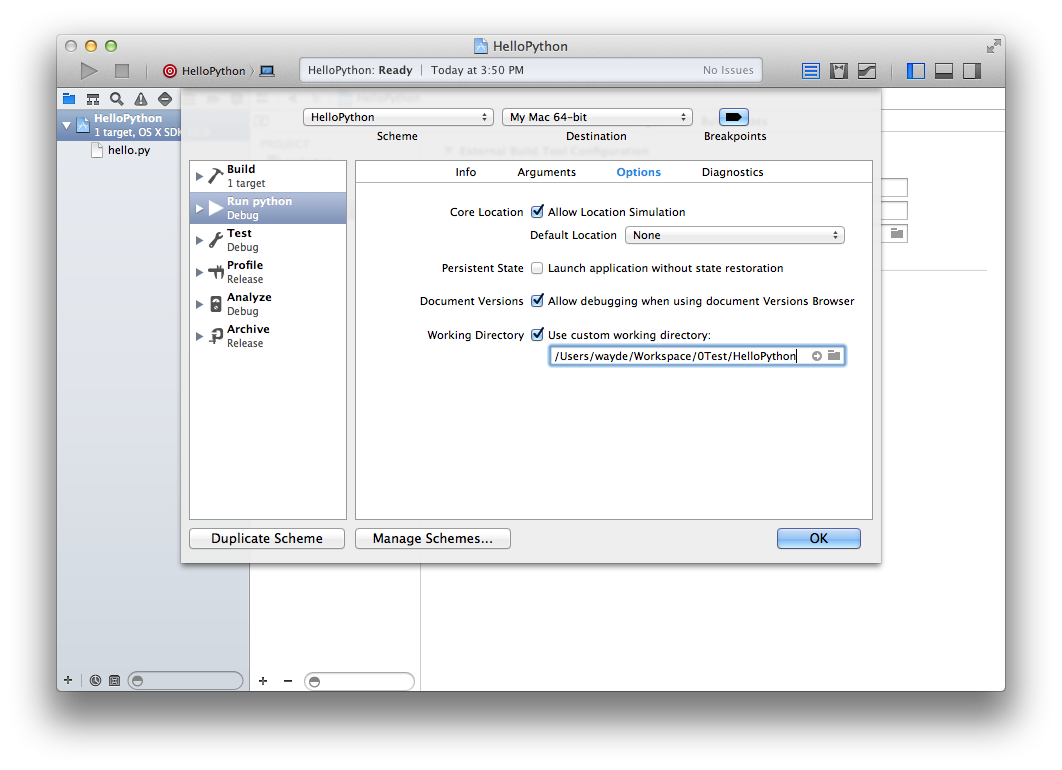 HelloPython
HelloPython
HelloPython: Ready | Today at 3:50 PM No Issues
HelloPython
1 target, OS X SDK
hello.py
HelloPython
My Mac 64-bit
Scheme
Destination
Breakpoints
External Build Tool Configuration
Build
1 target
Run python
Debug
Test
Debug
Profile
Release
Analyze
Debug
Archive
Release
Info Arguments Options Diagnostics
Core Location Allow Location Simulation
Default Location None
Persistent State Launch application without state restoration
Document Versions Allow debugging when using document Versions Browser
Working Directory Use custom working directory:
/Users/wayde/Workspace/0Test/HelloPython
Duplicate Scheme
Manage Schemes...
OK